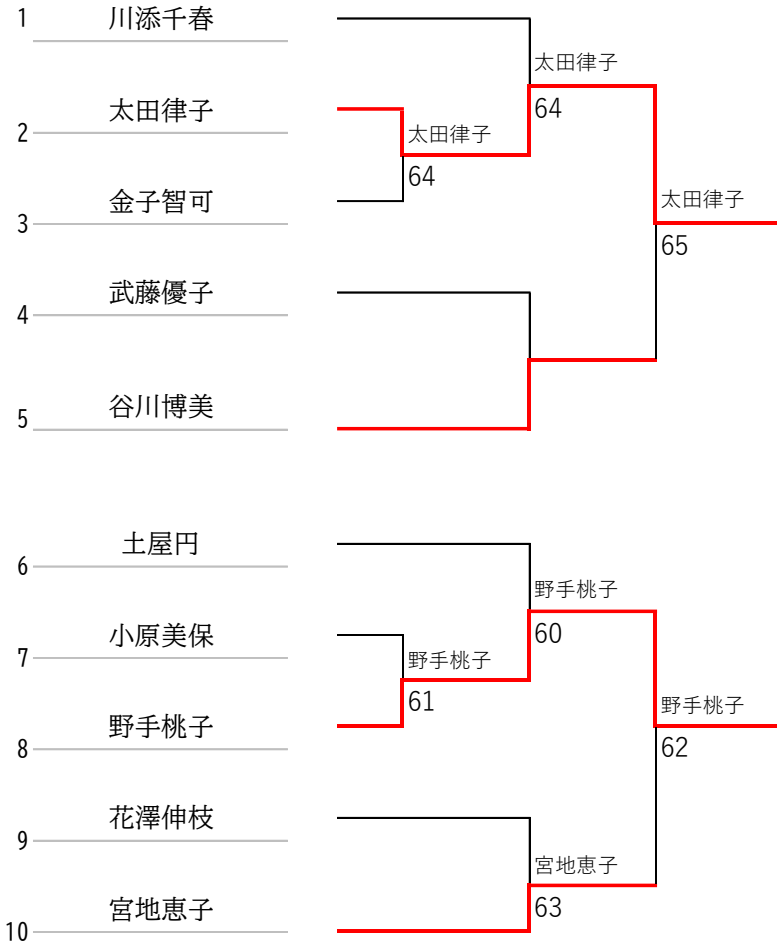 1 川添千春
太田律子
64
2 太田律子
太田律子
64
3 金子智可
太田律子
65
4 武藤優子
5 谷川博美
6 土屋円
野手桃子
60
7 小原美保
野手桃子
61
8 野手桃子
野手桃子
62
9 花澤伸枝
宮地恵子
63
10 宮地恵子